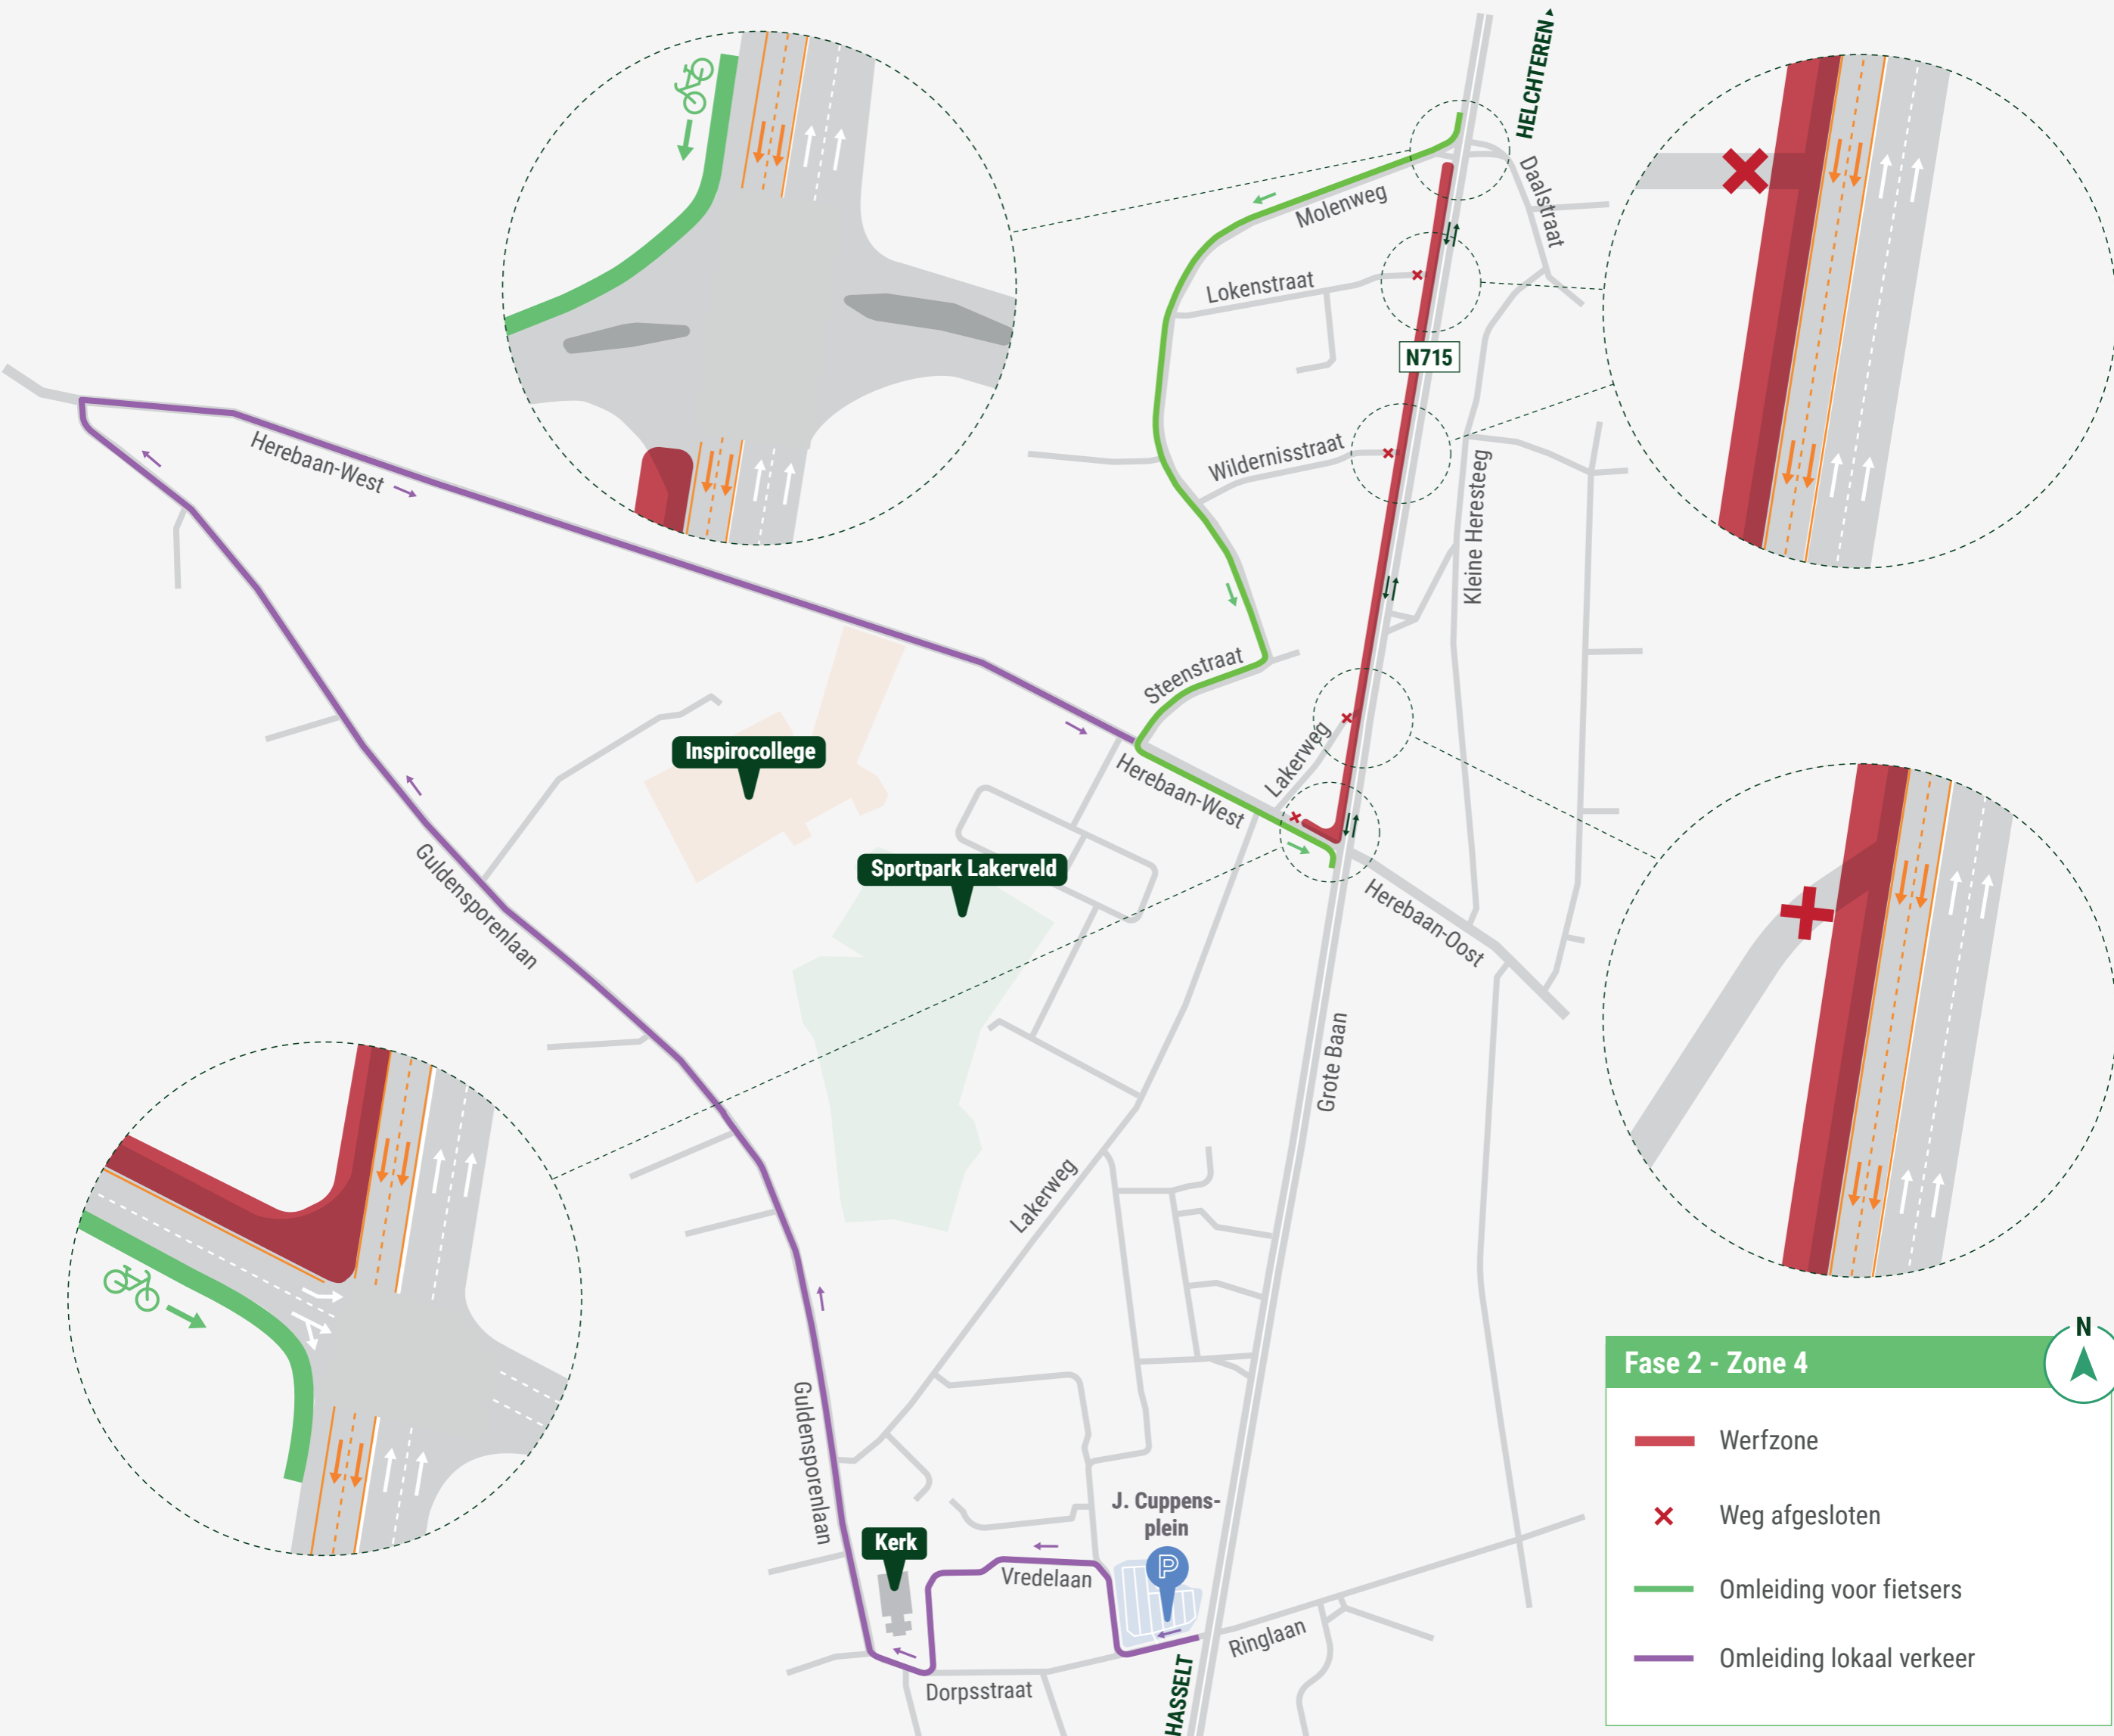 HELCHTEREN
Daalstraat
Molenweg
Lokenstraat
N715
Wildernisstraat
Herebaan-West
Kleine Heresteeg
Steenstraat
Lakerweg
Inspirocollege
Herebaan-West
Sportpark Lakerveld
Guldensporenlaan
Herebaan-Oost
Grote Baan
Lakerweg
N
Fase 2 - Zone 4
Werfzone
Weg afgesloten
Omleiding voor fietsers
Omleiding lokaal verkeer
Guldensporenlaan
J. Cuppens-
plein
P
Kerk
Vredelaan
Ringlaan
Dorpsstraat
HASSELT